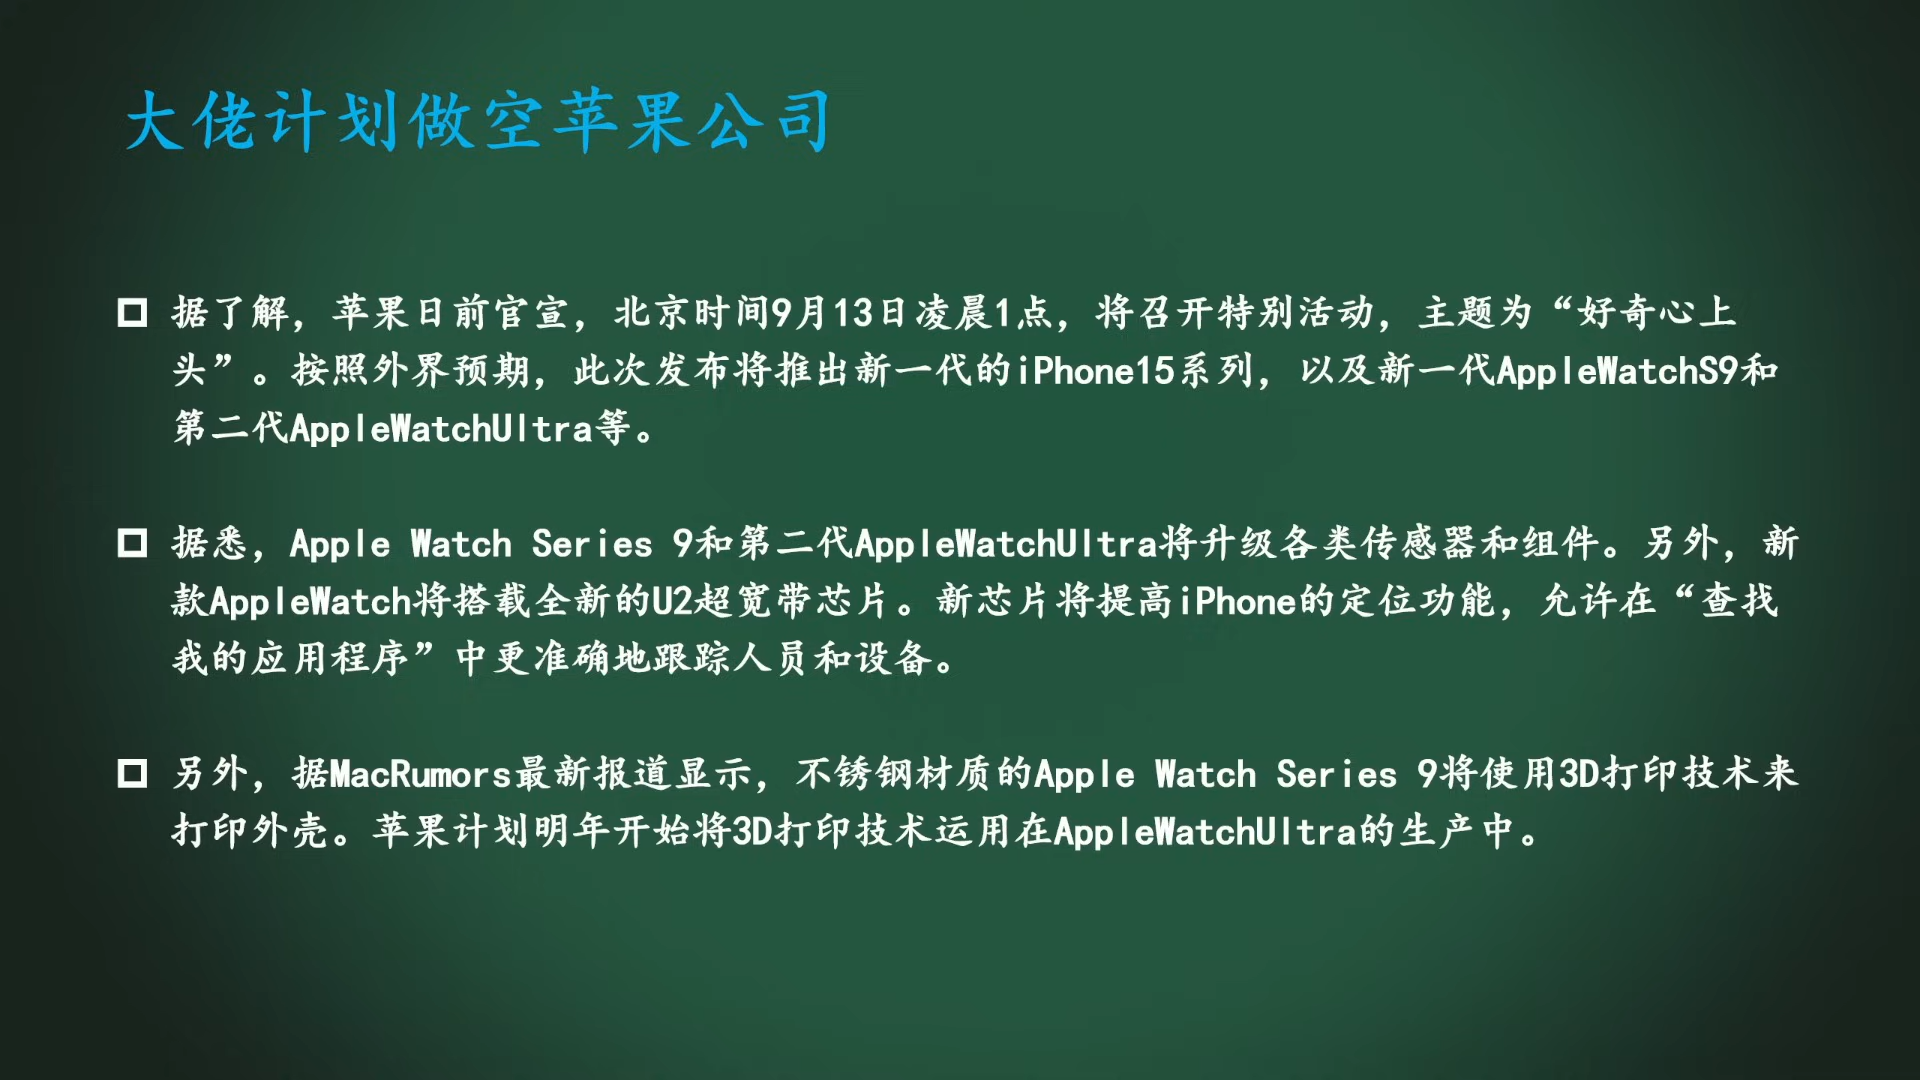 大佬计划做空苹果公司
据了解，苹果日前官宣，北京时间9月13日凌晨1点，将召开特别活动，主题为“好奇心上
头”。按照外界预期，此次发布将推出新一代的iPhone15系列，以及新一代AppleWatchS9和
第二代AppleWatchUltra等。
据悉，Apple Watch Series 9和第二代AppleWatchUltra将升级各类传感器和组件。另外，新
款AppleWatch将搭载全新的U2超宽带芯片。新芯片将提高iPhone的定位功能，允许在“查找
我的应用程序”中更准确地跟踪人员和设备。
另外，据MacRumors最新报道显示，不锈钢材质的Apple Watch Series 9将使用3D打印技术来
打印外壳。苹果计划明年开始将3D打印技术运用在AppleWatchUltra的生产中。